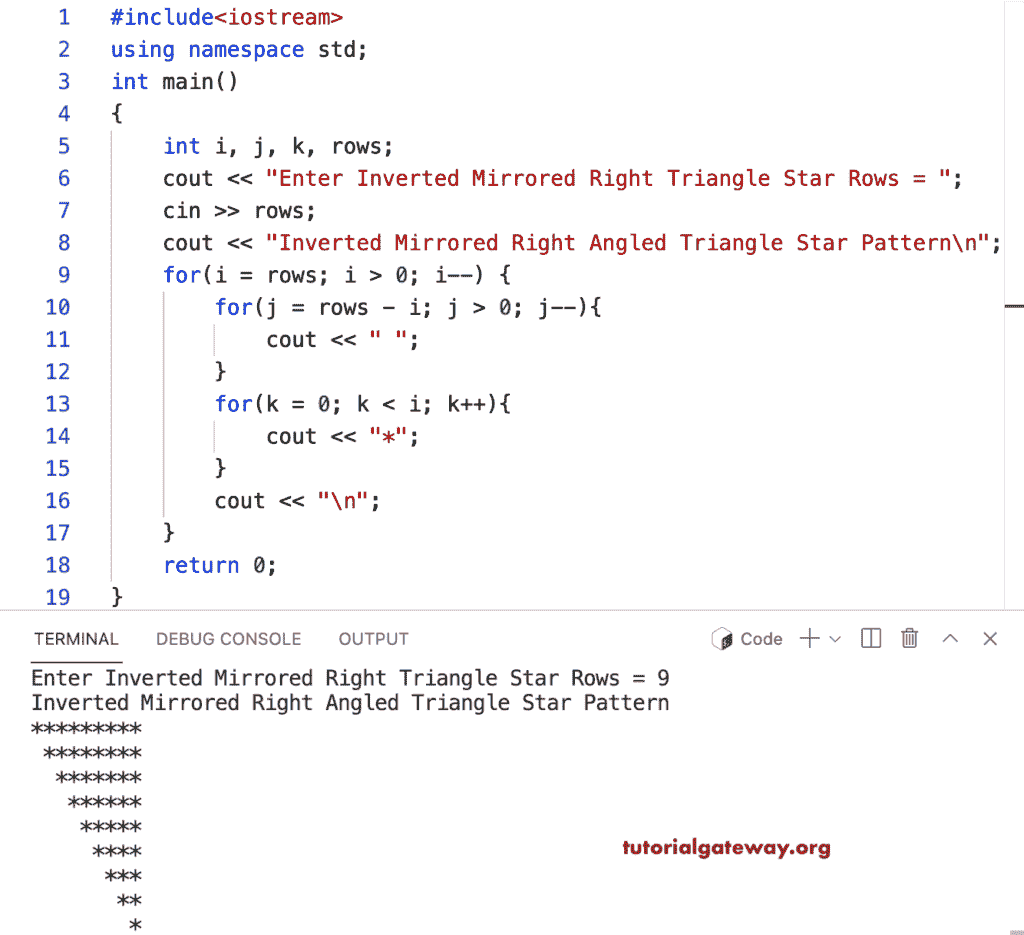 1 #include<iostream>
2 using namespace std;
3 int main()
4 {
5     int i, j, k, rows;
6     cout << "Enter Inverted Mirrored Right Triangle Star Rows = ";
7     cin >> rows;
8     cout << "Inverted Mirrored Right Angled Triangle Star Pattern\n";
9     for(i = rows; i > 0; i--) {
10         for(j = rows - i; j > 0; j--){
11             cout << " ";
12         }
13         for(k = 0; k < i; k++){
14             cout << "*";
15         }
16         cout << "\n";
17     }
18     return 0;
19 }
TERMINAL DEBUG CONSOLE OUTPUT Code
Enter Inverted Mirrored Right Triangle Star Rows = 9
Inverted Mirrored Right Angled Triangle Star Pattern
*********
 ********
  *******
   ******
    *****
tutorialgateway.org
     ****
      ***
       **
        *